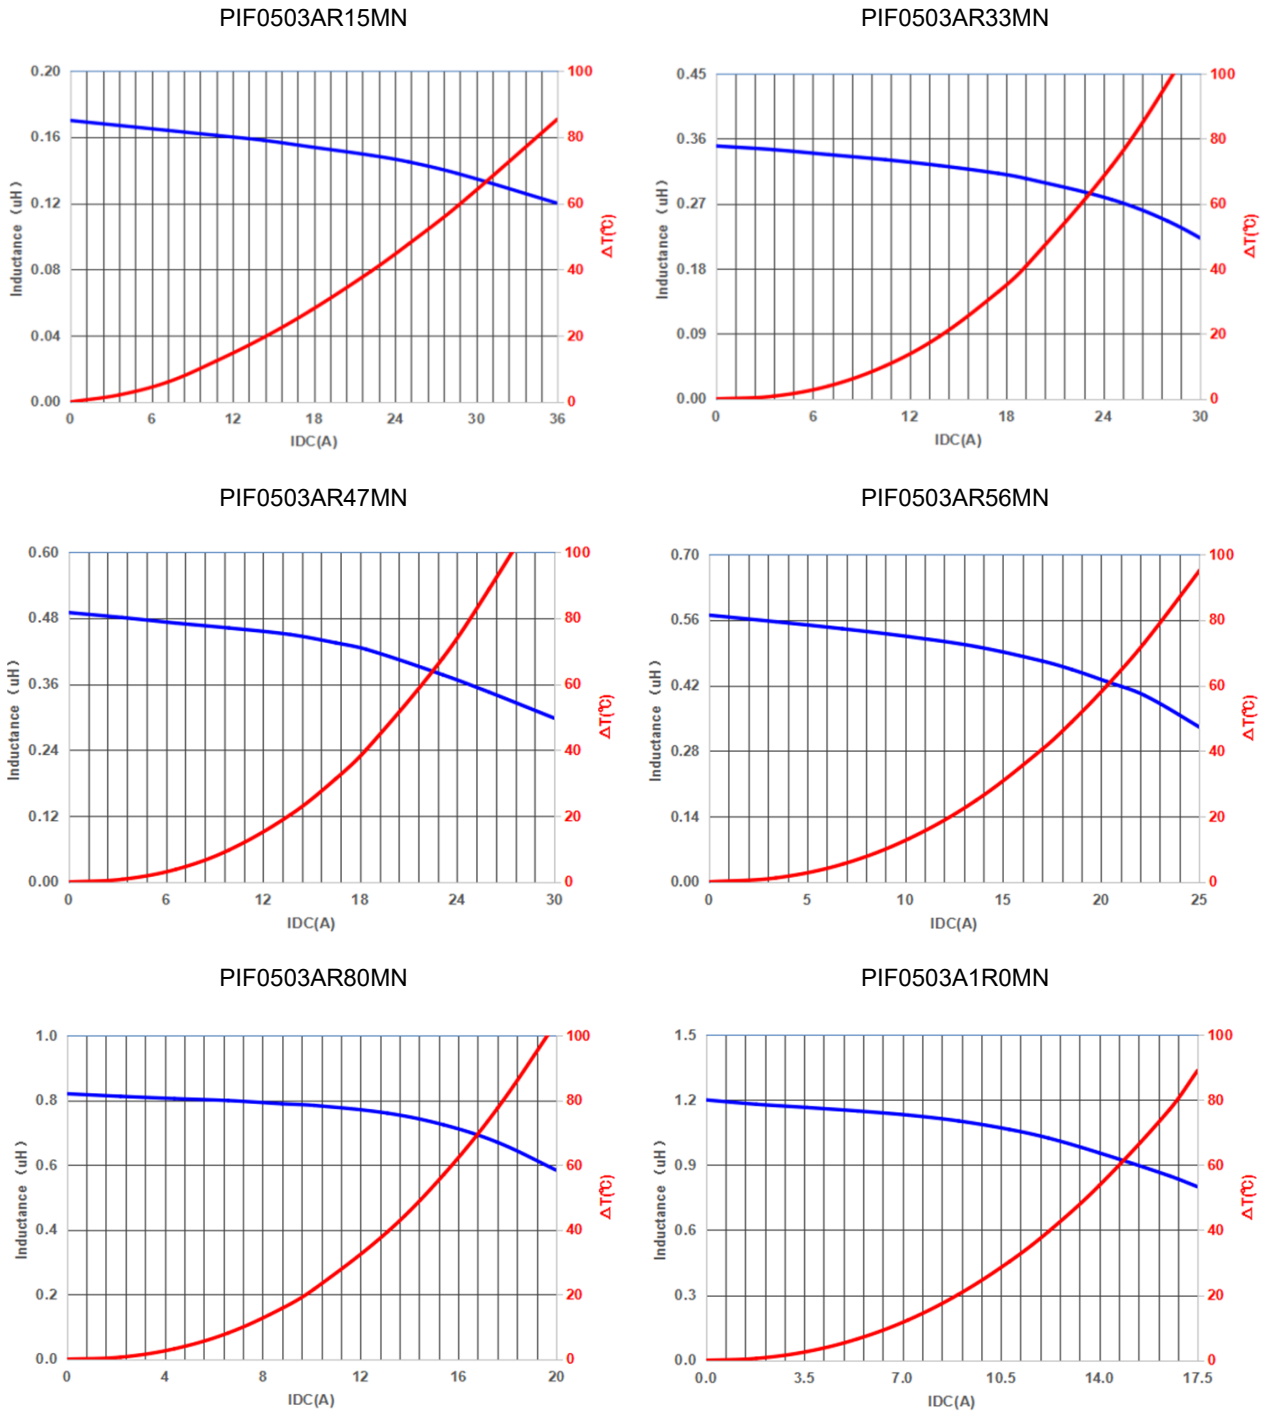 PIF0503AR15MN
PIF0503AR33MN
0.20
0.16
0.12
0.08
0.04
0.00
Inductance （uH）
100
80
60
40
20
0
△T(℃)
0 6 12 18 24 30 36
IDC(A)
0.45
0.36
0.27
0.18
0.09
0.00
Inductance （uH）
100
80
60
40
20
0
△T(℃)
0 6 12 18 24 30
IDC(A)
PIF0503AR47MN
PIF0503AR56MN
0.60
0.48
0.36
0.24
0.12
0.00
Inductance （uH）
100
80
60
40
20
0
△T(℃)
0 6 12 18 24 30
IDC(A)
0.70
0.56
0.42
0.28
0.14
0.00
Inductance （uH）
100
80
60
40
20
0
△T(℃)
0 5 10 15 20 25
IDC(A)
PIF0503AR80MN
PIF0503A1R0MN
1.0
0.8
0.6
0.4
0.2
0.0
Inductance （uH）
100
80
60
40
20
0
△T(℃)
0 4 8 12 16 20
IDC(A)
1.5
1.2
0.9
0.6
0.3
0.0
Inductance （uH）
100
80
60
40
20
0
△T(℃)
0.0 3.5 7.0 10.5 14.0 17.5
IDC(A)